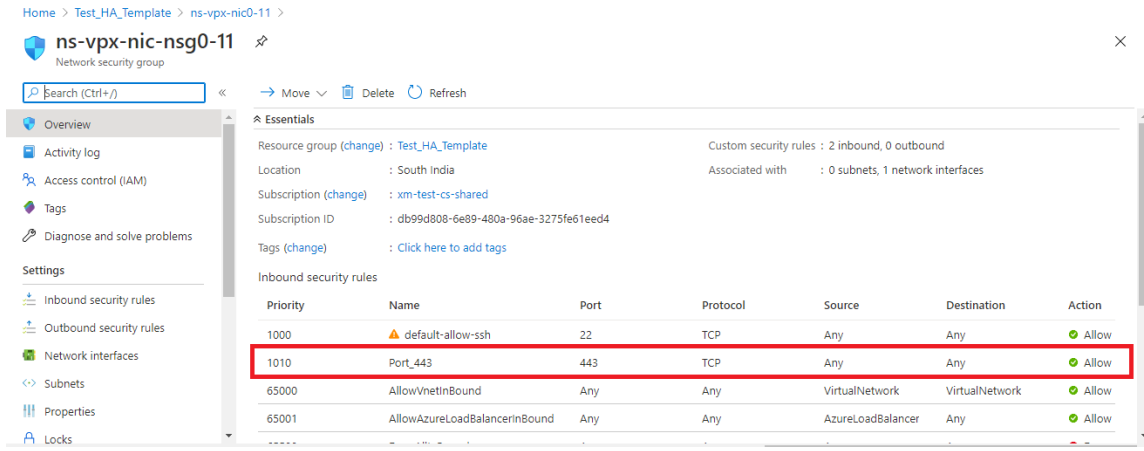 Home > Test_HA_Template > ns-vpx-nic0-11 >
ns-vpx-nic-nsg0-11
Network security group
Search (Ctrl+/)
«
Move
Delete
Refresh
Overview
Activity log
Access control (IAM)
Tags
Diagnose and solve problems
Settings
Inbound security rules
Outbound security rules
Network interfaces
Subnets
Properties
Locks
Essentials
Resource group (change) : Test_HA_Template
Custom security rules : 2 inbound, 0 outbound
Location : South India
Associated with : 0 subnets, 1 network interfaces
Subscription (change) : xm-test-cs-shared
Subscription ID : db99d808-6e89-480a-96ae-3275fe61eed4
Tags (change) : Click here to add tags
Inbound security rules
Priority Name Port Protocol Source Destination Action
1000 default-allow-ssh 22 TCP Any Any Allow
1010 Port_443 443 TCP Any Any Allow
65000 AllowVnetInBound Any Any VirtualNetwork VirtualNetwork Allow
65001 AllowAzureLoadBalancerInBound Any Any AzureLoadBalancer Any Allow